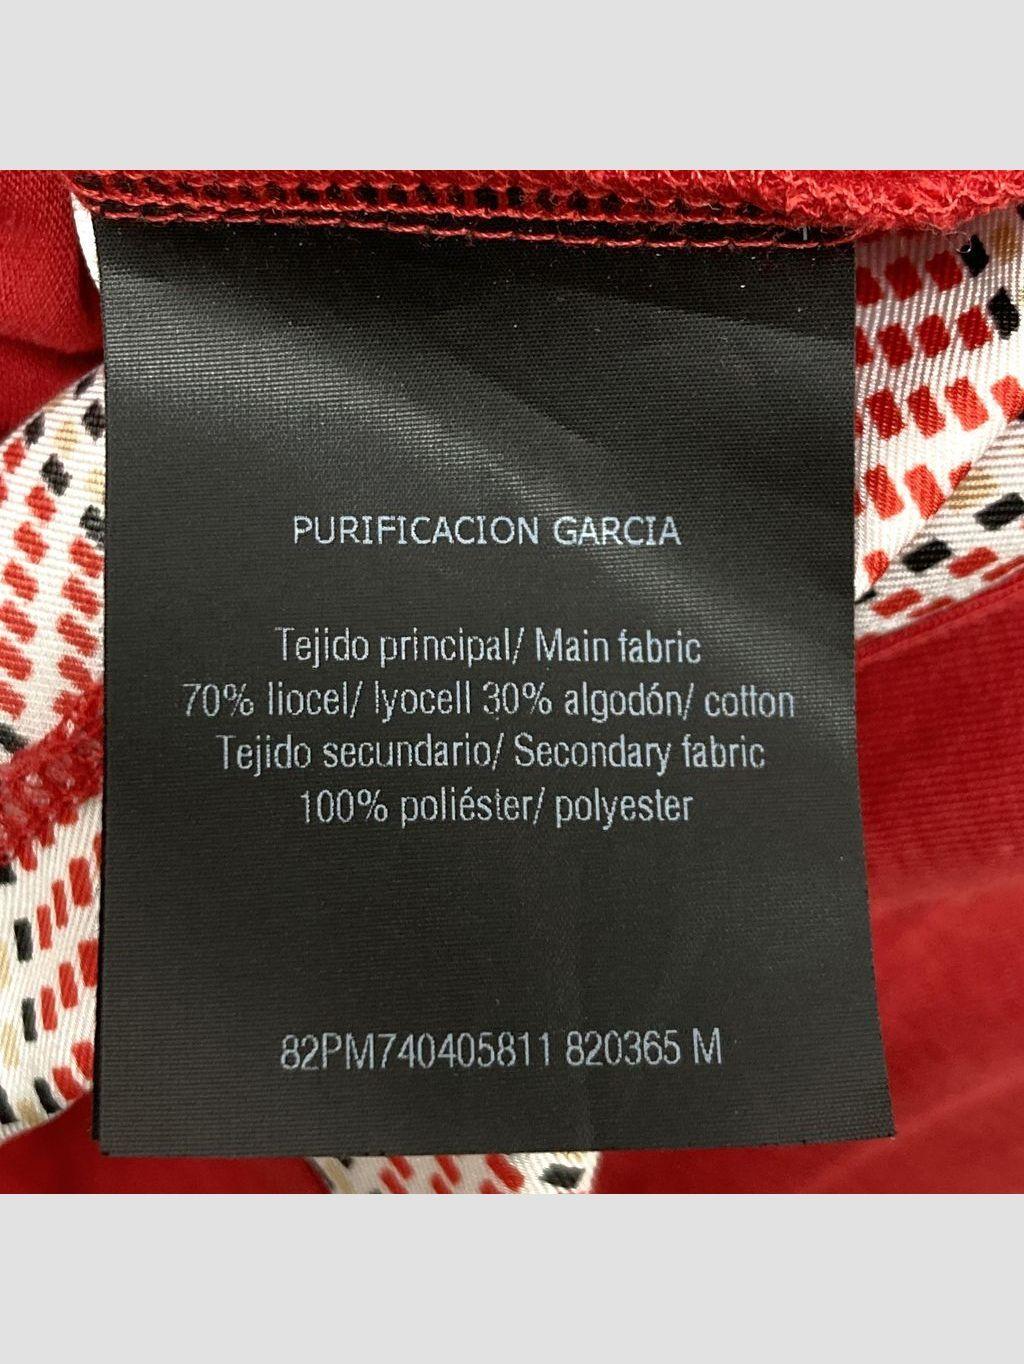 PURIFICACION GARCIA
Tejido principal/ Main fabric
70% liocel/ lyocell 30% algodón/ cotton
Tejido secundario/ Secondary fabric
100% poliéster/ polyester
82PM740405811 820365 M